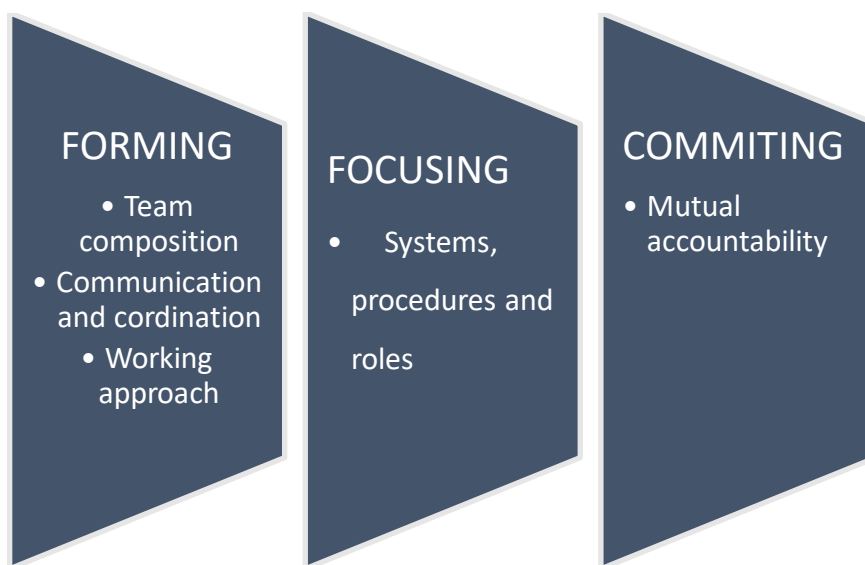 FORMING
• Team
composition
• Communication
and cordination
• Working
approach
FOCUSING
• Systems,
procedures and
roles
COMMITING
• Mutual
accountability